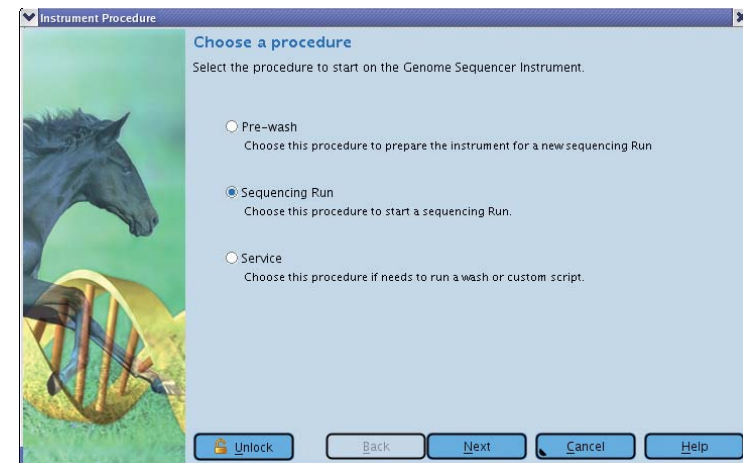 Instrument Procedure
Choose a procedure
Select the procedure to start on the Genome Sequencer Instrument.
Pre-wash
Choose this procedure to prepare the instrument for a new sequencing Run
Sequencing Run
Choose this procedure to start a sequencing Run.
Service
Choose this procedure if needs to run a wash or custom script.
Unlock Back Next Cancel Help